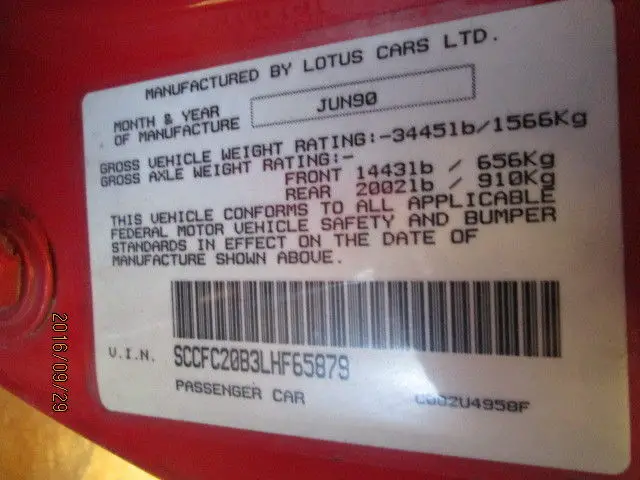 MANUFACTURED BY LOTUS CARS LTD.
MONTH & YEAR
OF MANUFACTURE
JUN90
GROSS VEHICLE WEIGHT RATING:-3445lb/1566Kg
GROSS AXLE WEIGHT RATING:-
FRONT 1443lb / 656Kg
REAR 2002lb / 910Kg
THIS VEHICLE CONFORMS TO ALL APPLICABLE
FEDERAL MOTOR VEHICLE SAFETY AND BUMPER
STANDARDS IN EFFECT ON THE DATE OF
MANUFACTURE SHOWN ABOVE.
V.I.N. SCCFC20B3LHF65879
PASSENGER CAR
2016/09/29